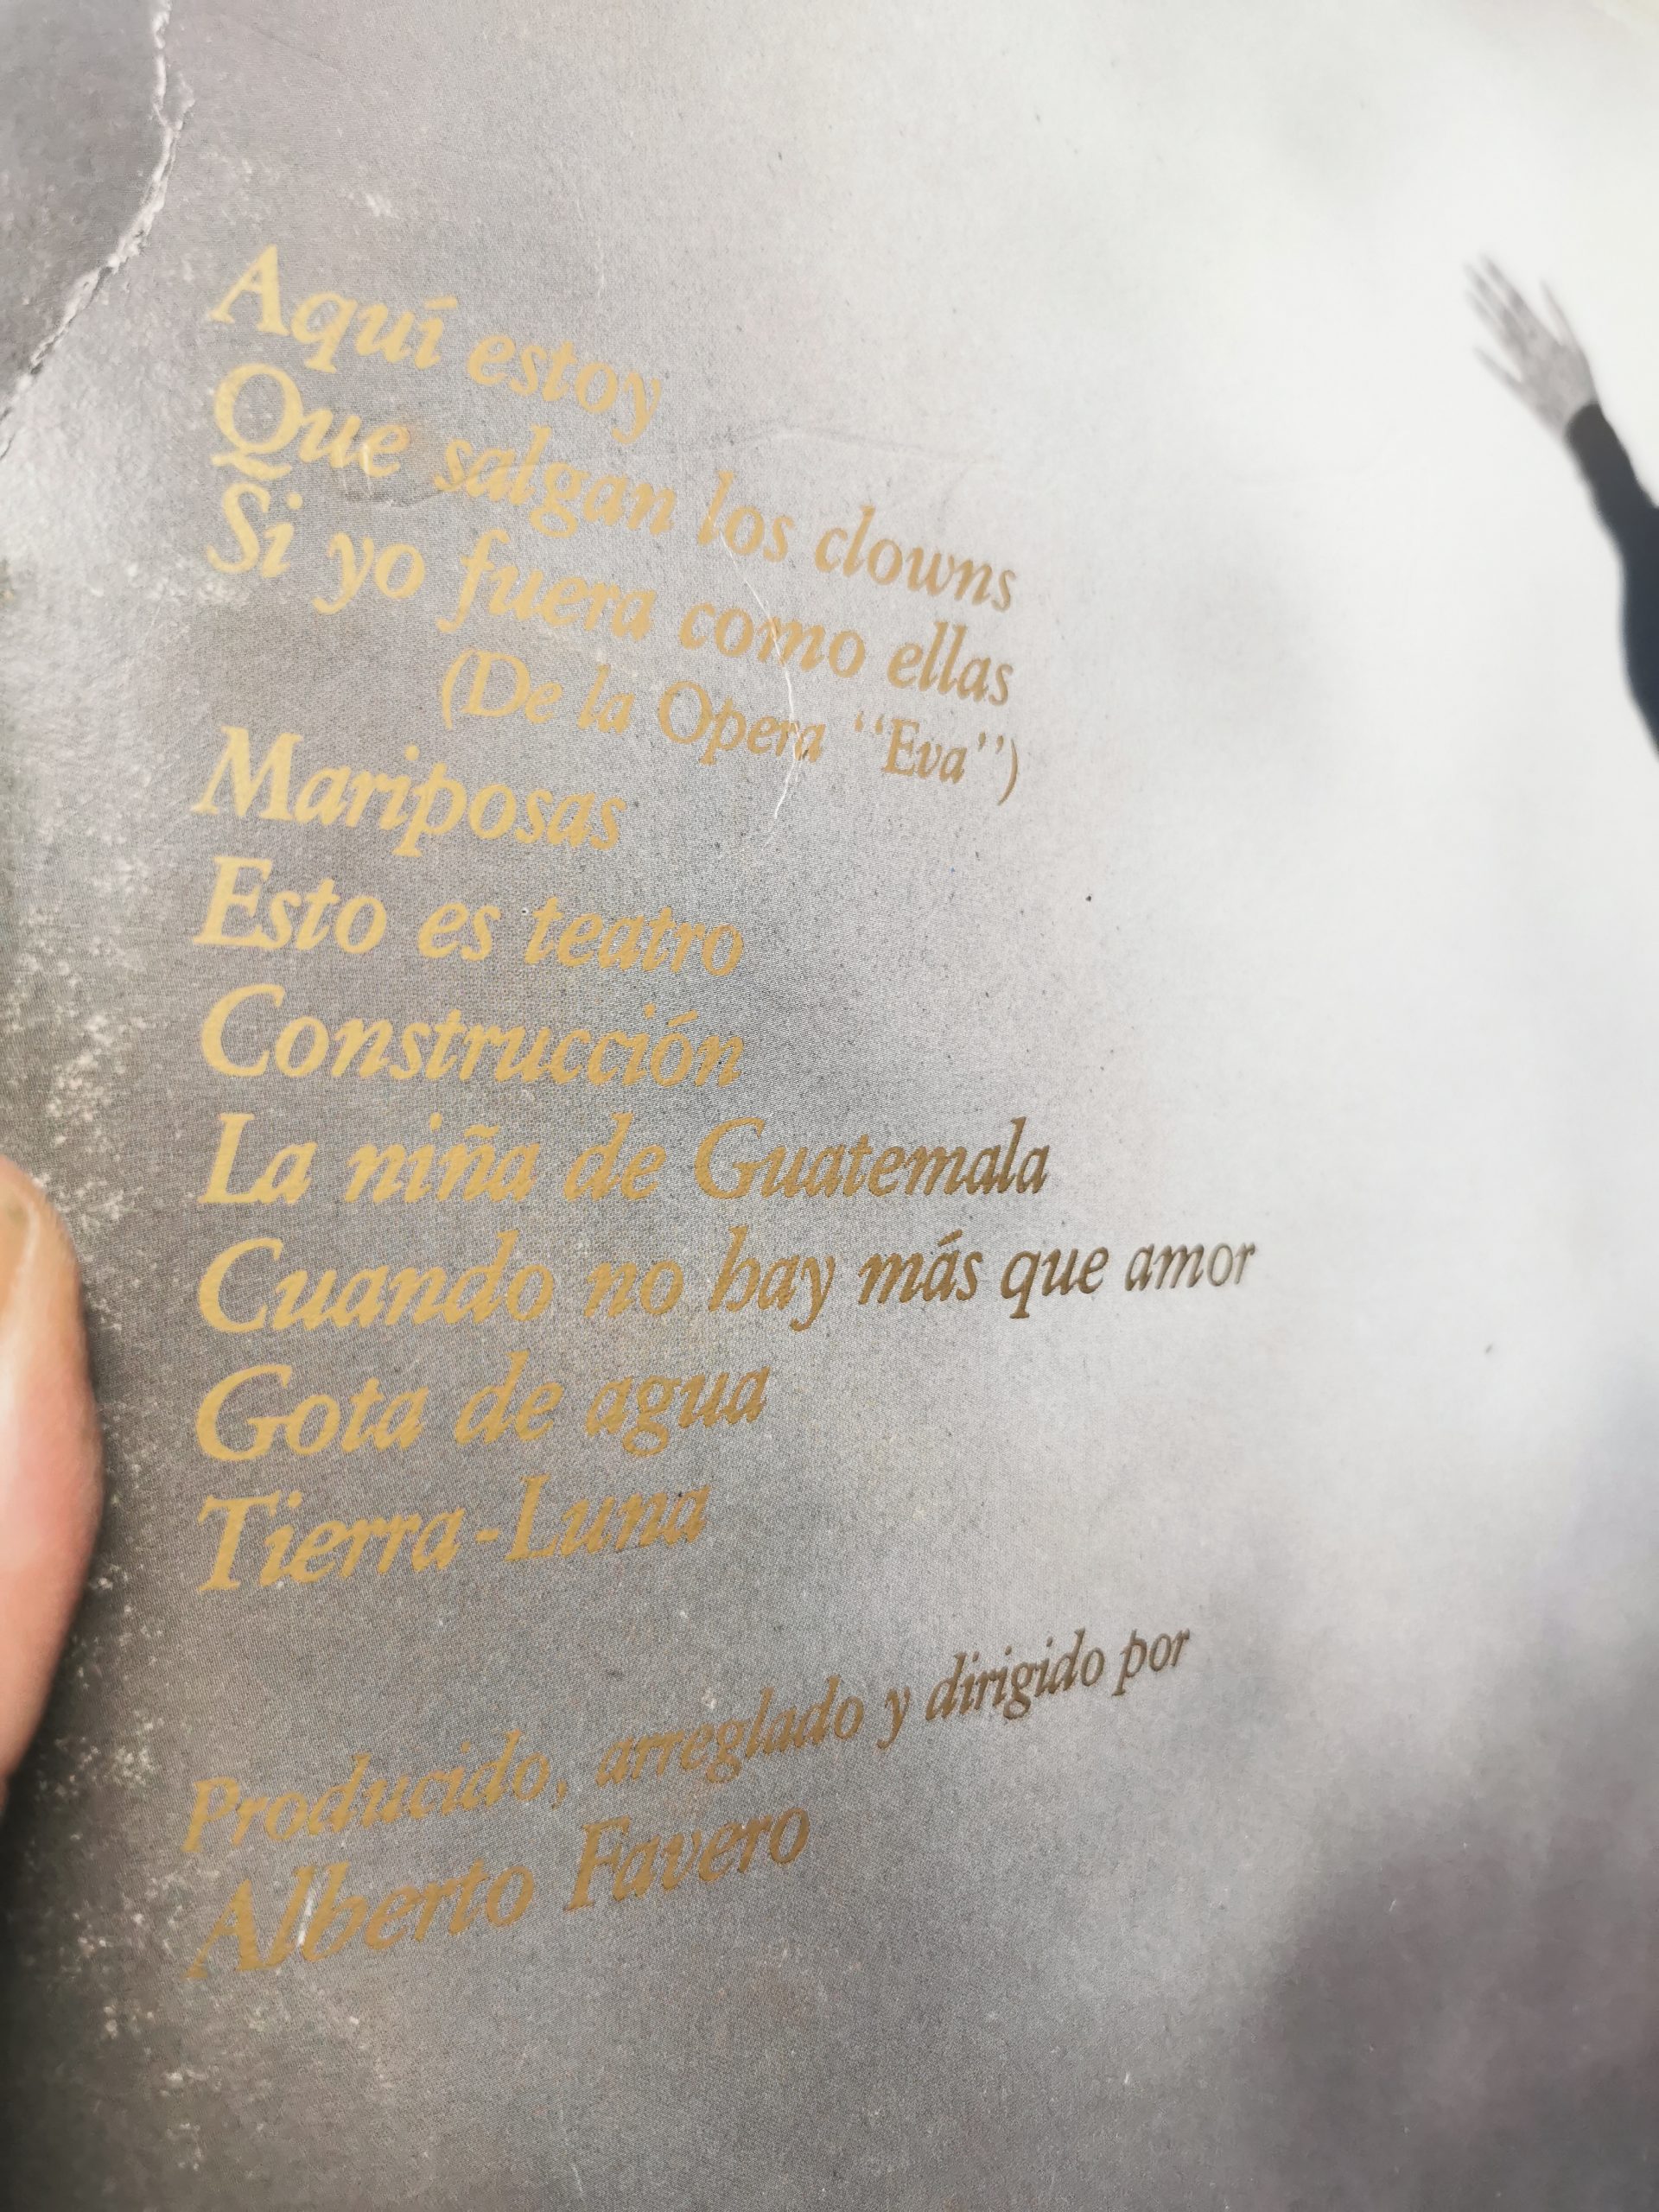 Aquí estoy
Que salgan los clowns
Si yo fuera como ellas
(De la Opera "Eva")
Mariposas
Esto es teatro
Construcción
La niña de Guatemala
Cuando no hay más que amor
Gota de agua
Tierra-Luna
Producido, arreglado y dirigido por
Alberto Favero